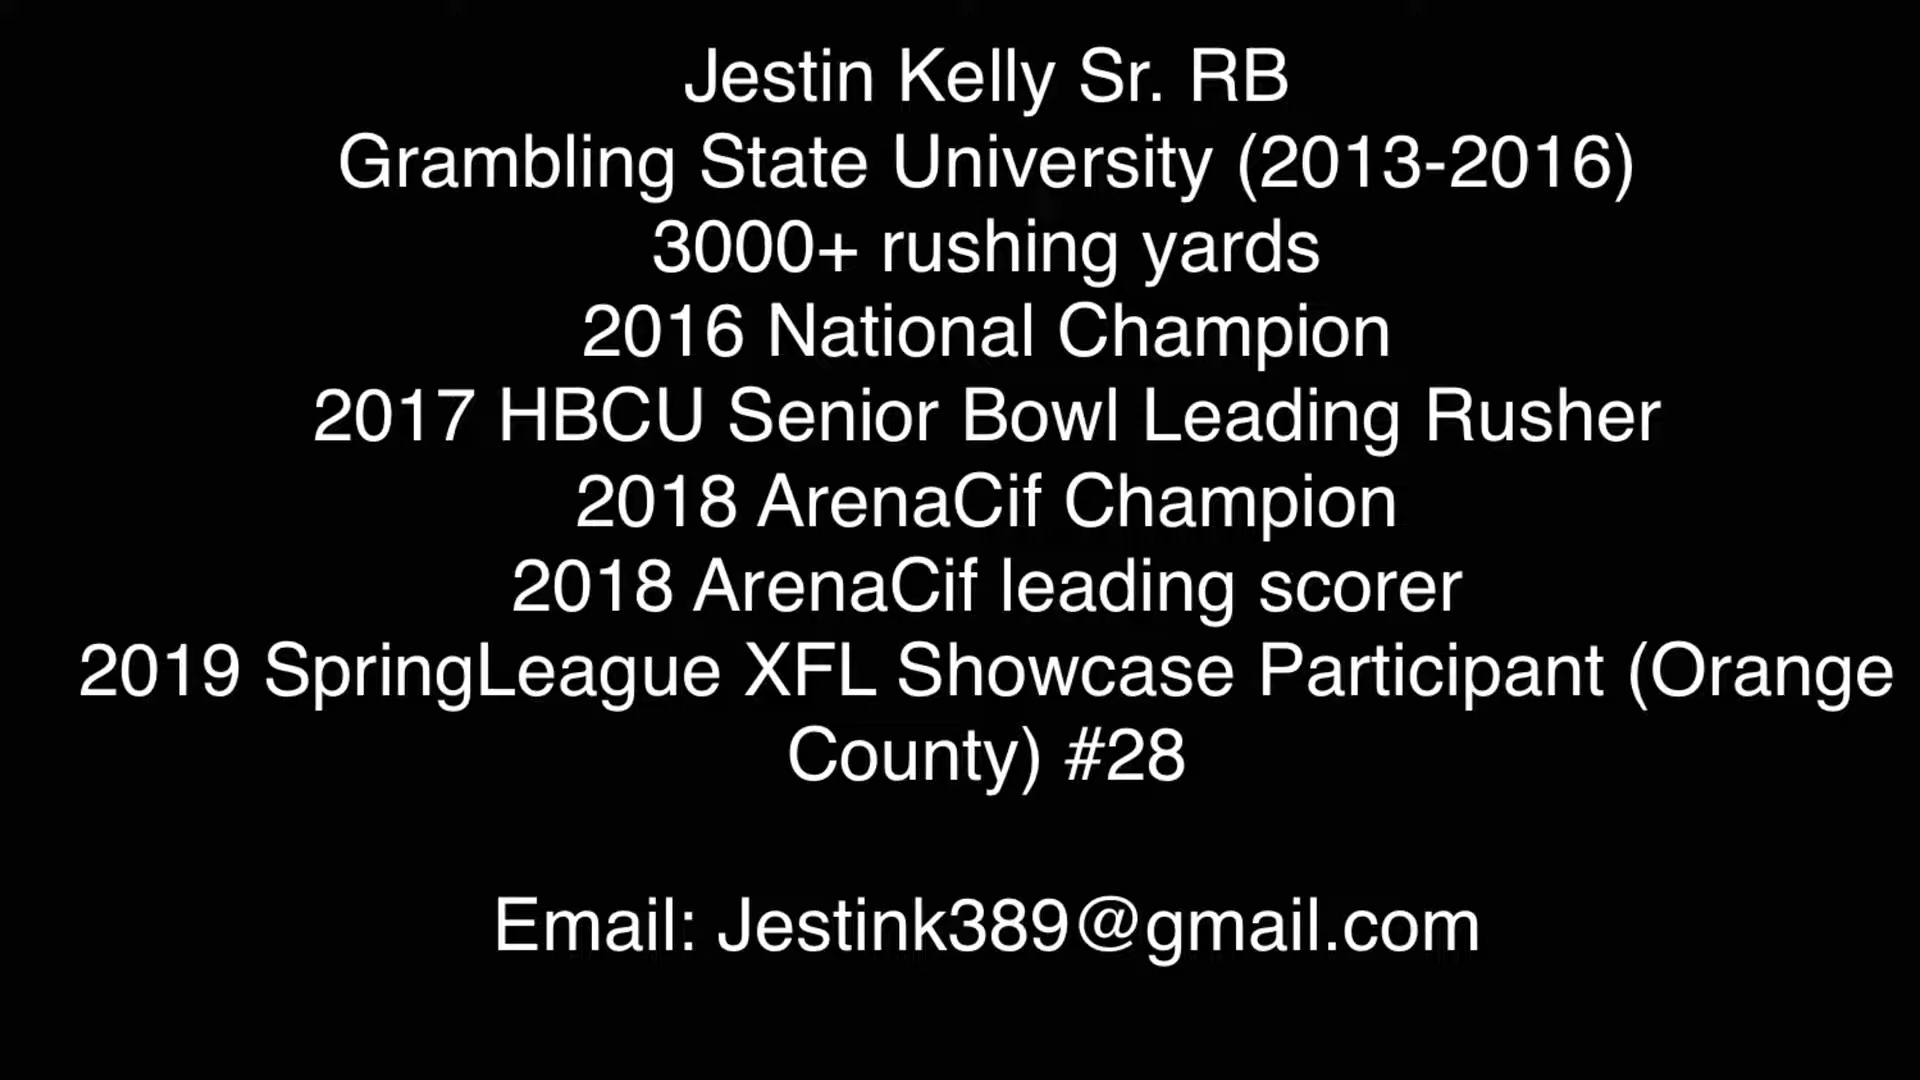 Jestin Kelly Sr. RB
Grambling State University (2013-2016)
3000+ rushing yards
2016 National Champion
2017 HBCU Senior Bowl Leading Rusher
2018 ArenaCif Champion
2018 ArenaCif leading scorer
2019 SpringLeague XFL Showcase Participant (Orange
County) #28
Email: Jestink389@gmail.com